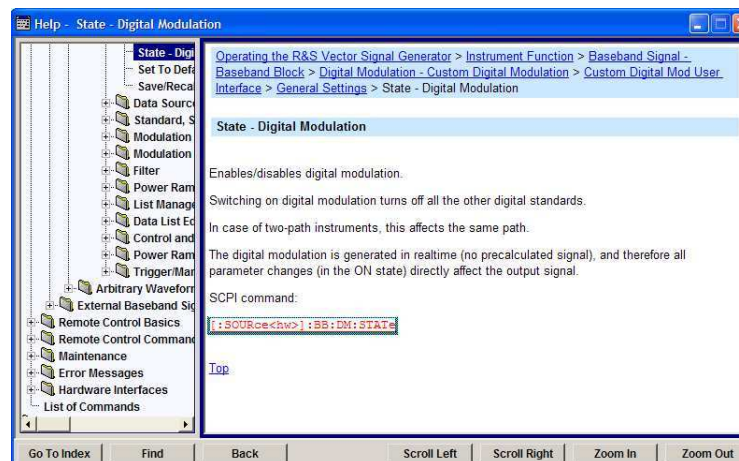 Help - State - Digital Modulation
State - Digi
Set To Defa
Save/Recal
Data Source
Standard, S
Modulation
Modulation
Filter
Power Ram
List Manage
Data List Ed
Control and
Power Ram
Trigger/Mar
Arbitrary Waveform
External Baseband Sig
Remote Control Basics
Remote Control Command
Maintenance
Error Messages
Hardware Interfaces
List of Commands
Operating the R&S Vector Signal Generator > Instrument Function > Baseband Signal -
Baseband Block > Digital Modulation - Custom Digital Modulation > Custom Digital Mod User
Interface > General Settings > State - Digital Modulation
State - Digital Modulation
Enables/disables digital modulation.
Switching on digital modulation turns off all the other digital standards.
In case of two-path instruments, this affects the same path.
The digital modulation is generated in realtime (no precalculated signal), and therefore all
parameter changes (in the ON state) directly affect the output signal.
SCPI command:
[:SOURce<hw>]:BB:DM:STATe
Top
Go To Index Find Back Scroll Left Scroll Right Zoom In Zoom Out